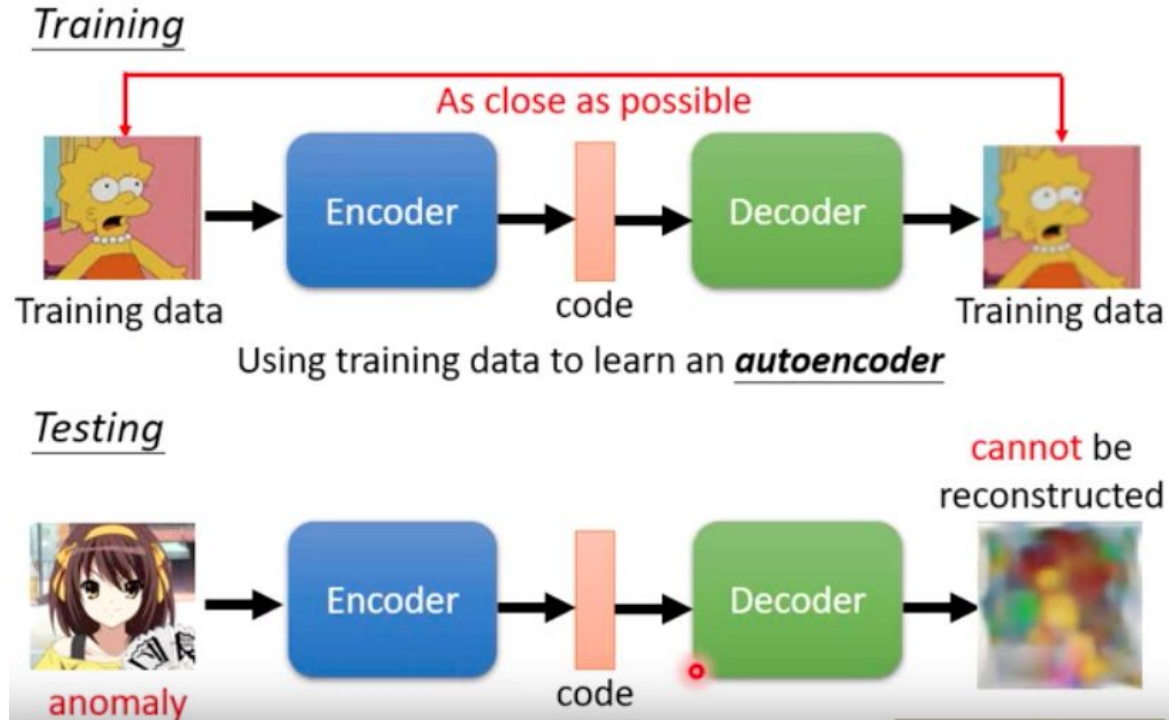 Training
As close as possible
Encoder
Decoder
Training data
code
Training data
Using training data to learn an autoencoder
Testing
cannot be
reconstructed
Encoder
Decoder
anomaly
code